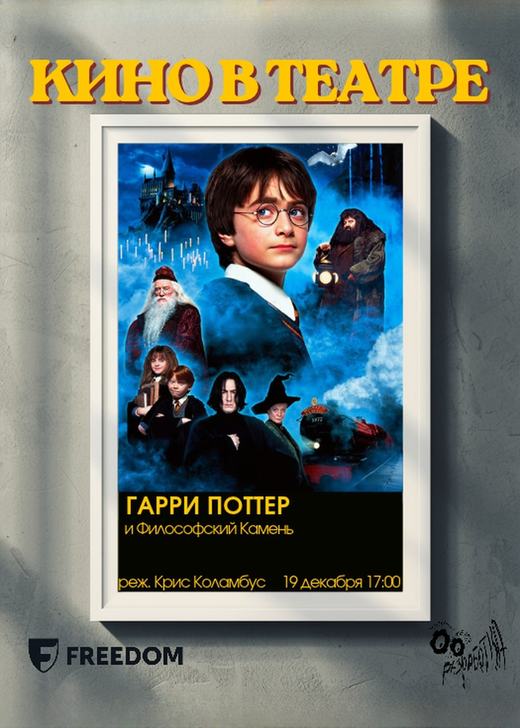 КИНО В ТЕАТРЕ
ГАРРИ ПОТТЕР
и Философский Камень
реж. Крис Коламбус 19 декабря 17:00
FREEDOM